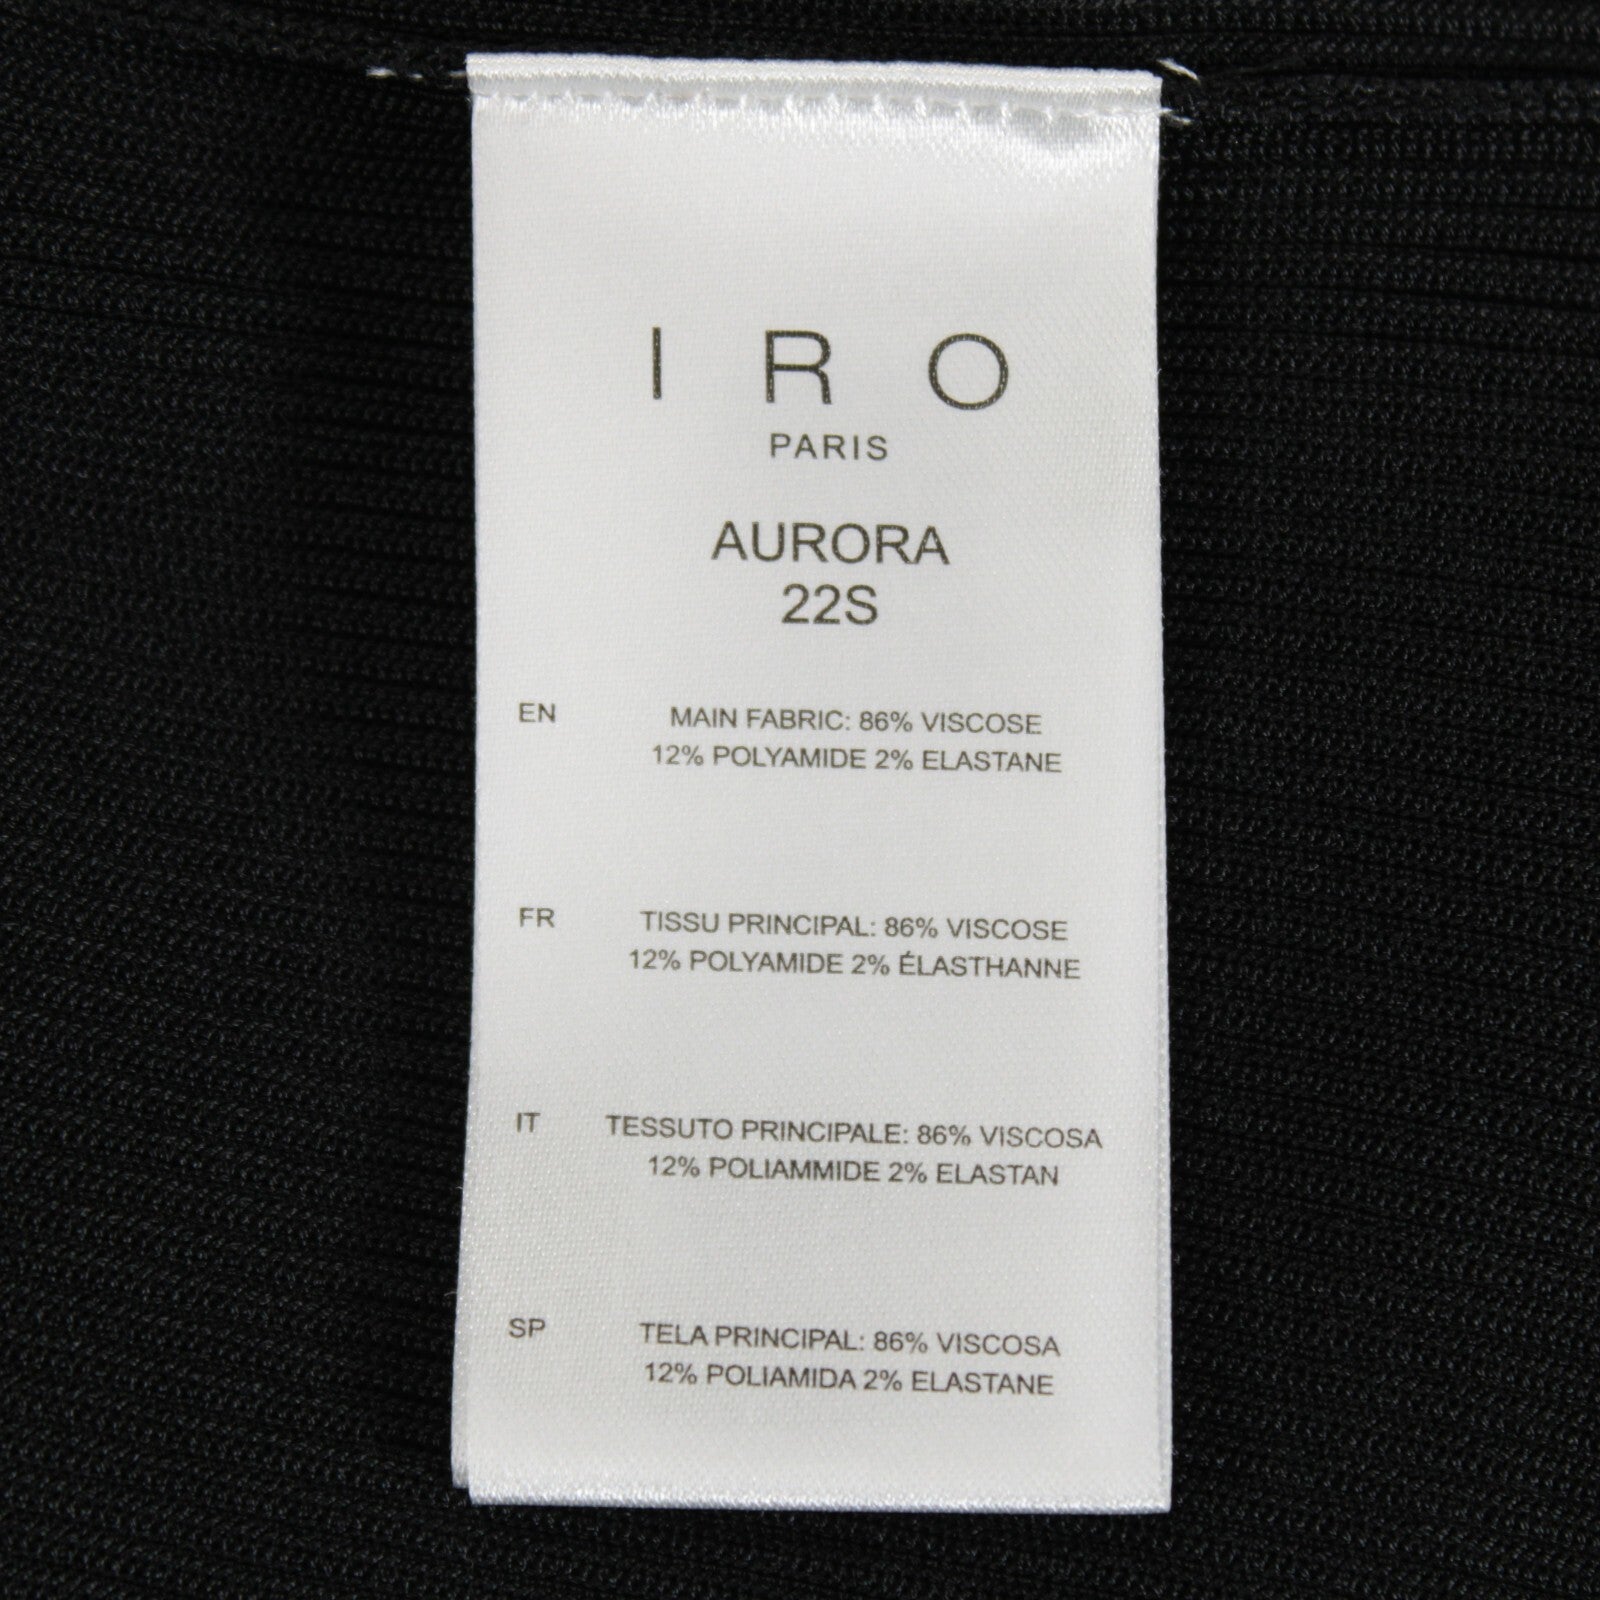 IRO
PARIS
AURORA
22S
EN MAIN FABRIC: 86% VISCOSE
12% POLYAMIDE 2% ELASTANE
FR TISSU PRINCIPAL: 86% VISCOSE
12% POLYAMIDE 2% ÉLASTHANNE
IT TESSUTO PRINCIPALE: 86% VISCOSA
12% POLIAMMIDE 2% ELASTAN
SP TELA PRINCIPAL: 86% VISCOSA
12% POLIAMIDA 2% ELASTANE